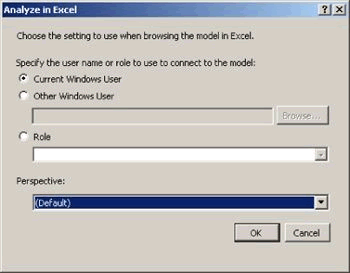 Analyze in Excel
Choose the setting to use when browsing the model in Excel.
Specify the user name or role to use to connect to the model:
Current Windows User
Other Windows User
Browse...
Role
Perspective:
(Default)
OK Cancel